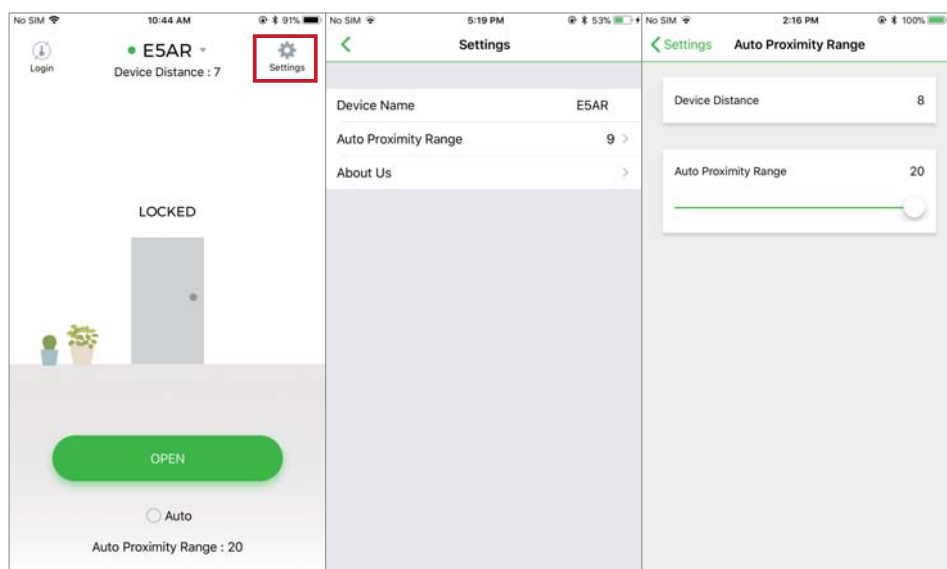 No SIM 10:44 AM 91%
Login
E5AR
Settings
Device Distance : 7
LOCKED
OPEN
Auto
Auto Proximity Range : 20
No SIM 5:19 PM 53%
Settings
Device Name E5AR
Auto Proximity Range 9
About Us
No SIM 2:16 PM 100%
Settings Auto Proximity Range
Device Distance 8
Auto Proximity Range 20